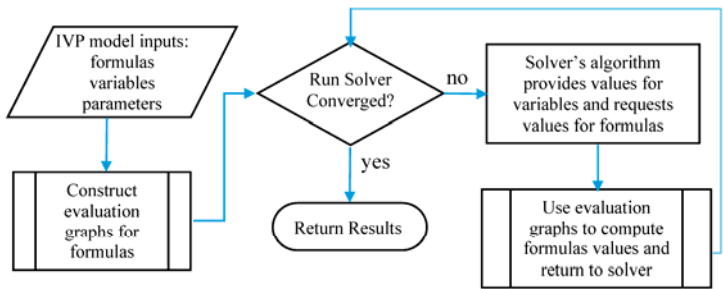 IVP model inputs:
formulas
variables
parameters
Construct
evaluation
graphs for
formulas
Run Solver
Converged?
no
yes
Return Results
Solver's algorithm
provides values for
variables and requests
values for formulas
Use evaluation
graphs to compute
formulas values and
return to solver